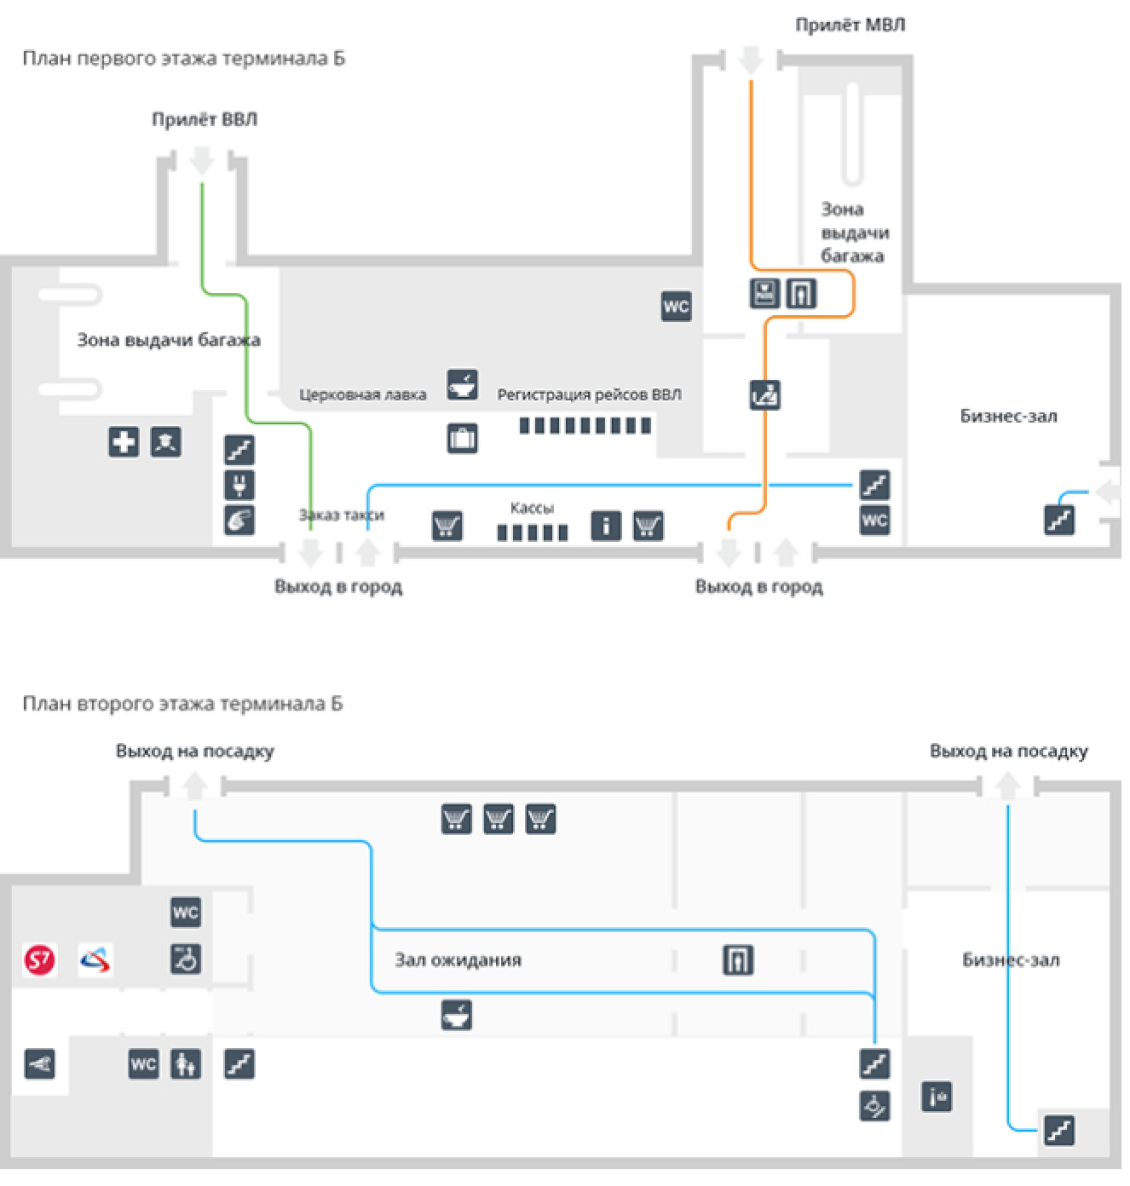 Прилёт МВЛ
План первого этажа терминала Б
Прилёт ВВЛ
Зона
выдачи
багажа
WC
Зона выдачи багажа
Церковная лавка
Регистрация рейсов ВВЛ
Бизнес-зал
Заказ такси
Кассы
i
WC
Выход в город
Выход в город
План второго этажа терминала Б
Выход на посадку
Выход на посадку
WC
S7
Зал ожидания
Бизнес-зал
WC